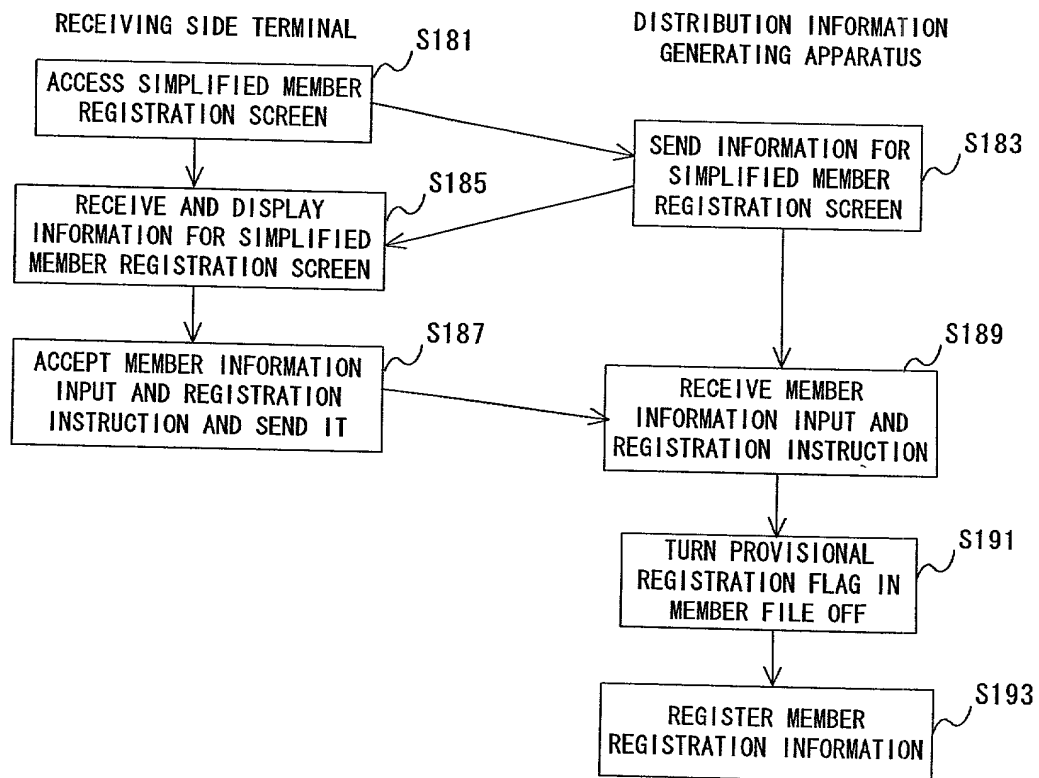 RECEIVING SIDE TERMINAL
DISTRIBUTION INFORMATION
GENERATING APPARATUS
S181
ACCESS SIMPLIFIED MEMBER
REGISTRATION SCREEN
S183
SEND INFORMATION FOR
SIMPLIFIED MEMBER
REGISTRATION SCREEN
S185
RECEIVE AND DISPLAY
INFORMATION FOR SIMPLIFIED
MEMBER REGISTRATION SCREEN
S187
ACCEPT MEMBER INFORMATION
INPUT AND REGISTRATION
INSTRUCTION AND SEND IT
S189
RECEIVE MEMBER
INFORMATION INPUT AND
REGISTRATION INSTRUCTION
S191
TURN PROVISIONAL
REGISTRATION FLAG IN
MEMBER FILE OFF
S193
REGISTER MEMBER
REGISTRATION INFORMATION